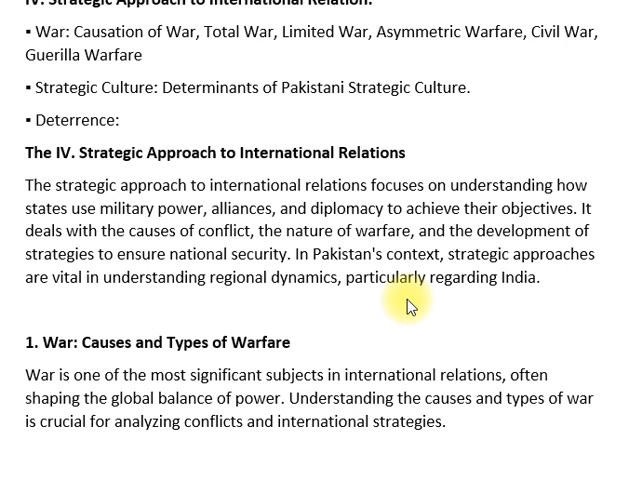 IV. Strategic Approach to International Relation:
▪ War: Causation of War, Total War, Limited War, Asymmetric Warfare, Civil War,
Guerilla Warfare
▪ Strategic Culture: Determinants of Pakistani Strategic Culture.
▪ Deterrence:
The IV. Strategic Approach to International Relations
The strategic approach to international relations focuses on understanding how
states use military power, alliances, and diplomacy to achieve their objectives. It
deals with the causes of conflict, the nature of warfare, and the development of
strategies to ensure national security. In Pakistan's context, strategic approaches
are vital in understanding regional dynamics, particularly regarding India.
1. War: Causes and Types of Warfare
War is one of the most significant subjects in international relations, often
shaping the global balance of power. Understanding the causes and types of war
is crucial for analyzing conflicts and international strategies.